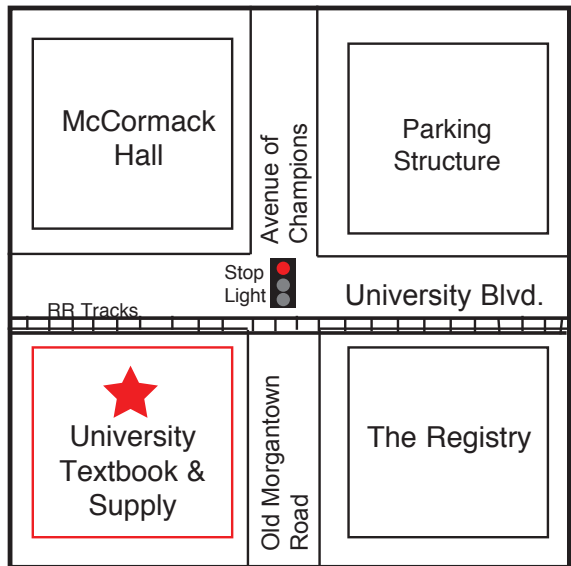 McCormack
Hall
Avenue of
Champions
Parking
Structure
Stop
Light
University Blvd.
RR Tracks
University
Textbook &
Supply
Old Morgantown
Road
The Registry